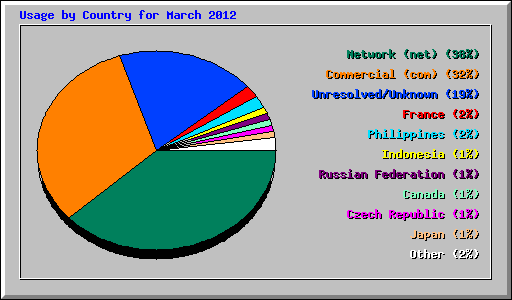 Usage by Country for March 2012
Network (net) (38%)
Commercial (com) (32%)
Unresolved/Unknown (19%)
France (2%)
Philippines (2%)
Indonesia (1%)
Russian Federation (1%)
Canada (1%)
Czech Republic (1%)
Japan (1%)
Other (2%)